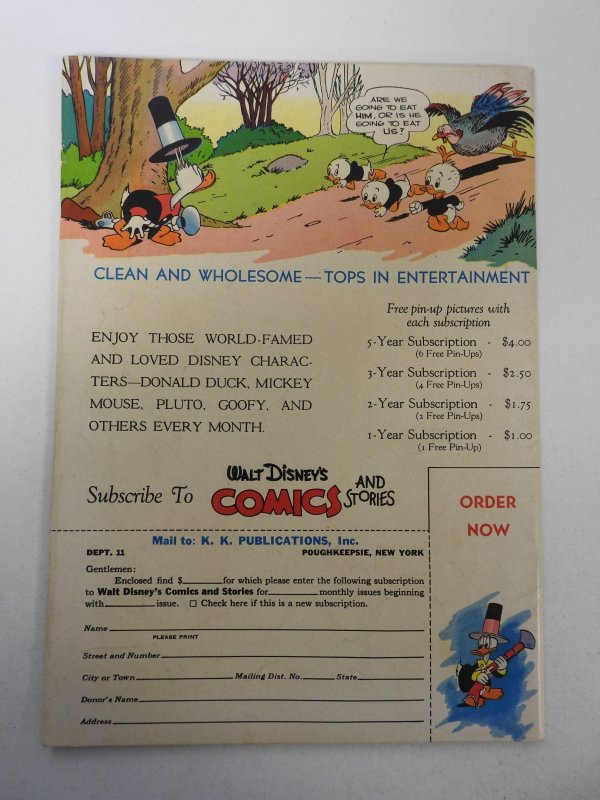 ARE WE
GOING TO EAT
HIM, OR IS HE
GOING TO EAT
US?
CLEAN AND WHOLESOME—TOPS IN ENTERTAINMENT
ENJOY THOSE WORLD-FAMED
AND LOVED DISNEY CHARAC-
TERS—DONALD DUCK, MICKEY
MOUSE, PLUTO, GOOFY, AND
OTHERS EVERY MONTH.
Free pin-up pictures with
each subscription
5-Year Subscription - $4.00
(6 Free Pin-Ups)
3-Year Subscription - $2.50
(4 Free Pin-Ups)
2-Year Subscription - $1.75
(2 Free Pin-Ups)
1-Year Subscription - $1.00
(1 Free Pin-Up)
Subscribe To WALT DISNEY'S COMICS AND STORIES
ORDER
NOW
Mail to: K. K. PUBLICATIONS, Inc.
DEPT. 11 POUGHKEEPSIE, NEW YORK
Gentlemen:
Enclosed find $________for which please enter the following subscription
to Walt Disney's Comics and Stories for__________monthly issues beginning
with__________issue. ☐ Check here if this is a new subscription.
Name
PLEASE PRINT
Street and Number
City or Town__________ Mailing Dist. No.______ State__________
Donor's Name
Address